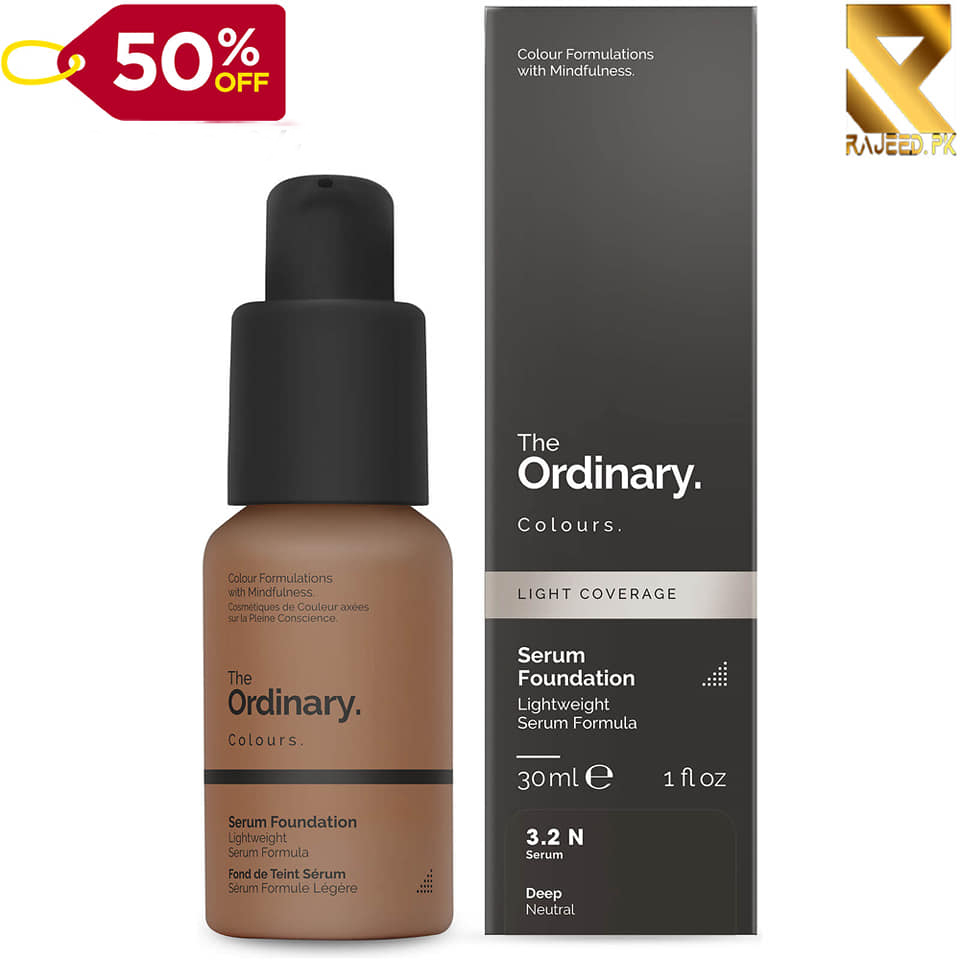 50% OFF
RAJEED.PK
Colour Formulations
with Mindfulness.
The
Ordinary.
Colours.
LIGHT COVERAGE
Serum
Foundation
Lightweight
Serum Formula
30 ml ℮ 1 fl oz
3.2 N
Serum
Deep
Neutral
Colour Formulations
with Mindfulness.
Cosmétiques de Couleur axées
sur la Pleine Conscience.
The
Ordinary.
Colours.
Serum Foundation
Lightweight
Serum Formula
Fond de Teint Sérum
Sérum Formule Légère